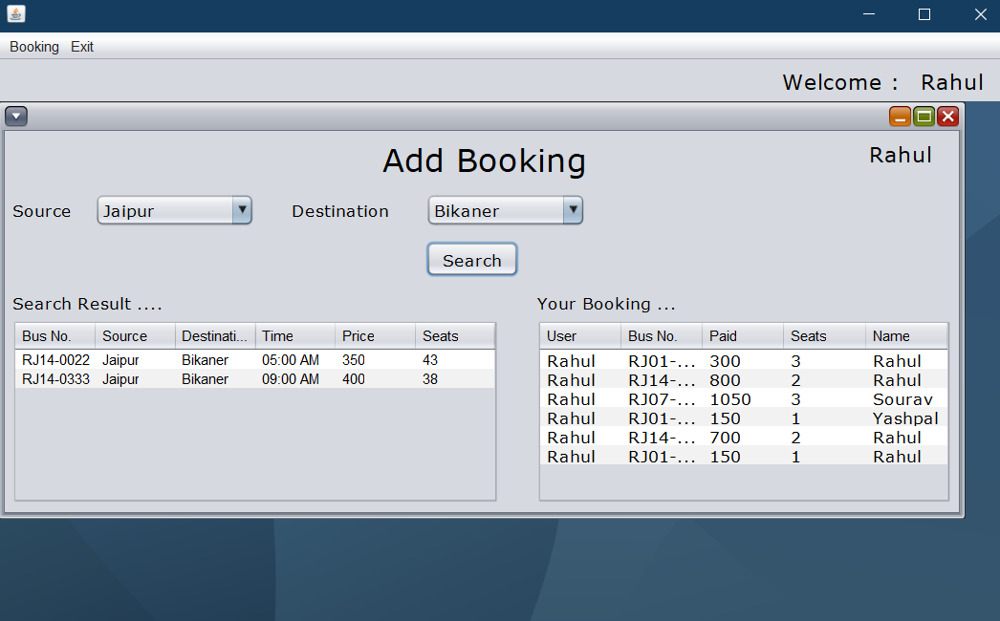 Booking Exit
Welcome : Rahul
Add Booking
Rahul
Source Jaipur Destination Bikaner
Search
Search Result ....
Bus No. Source Destinati... Time Price Seats
RJ14-0022 Jaipur Bikaner 05:00 AM 350 43
RJ14-0333 Jaipur Bikaner 09:00 AM 400 38
Your Booking ...
User Bus No. Paid Seats Name
Rahul RJ01-... 300 3 Rahul
Rahul RJ14-... 800 2 Rahul
Rahul RJ07-... 1050 3 Sourav
Rahul RJ01-... 150 1 Yashpal
Rahul RJ14-... 700 2 Rahul
Rahul RJ01-... 150 1 Rahul